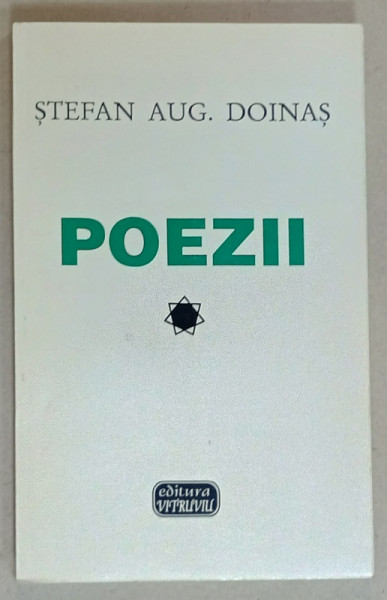 ȘTEFAN AUG. DOINAȘ
POEZII
editura
VITRUVIU